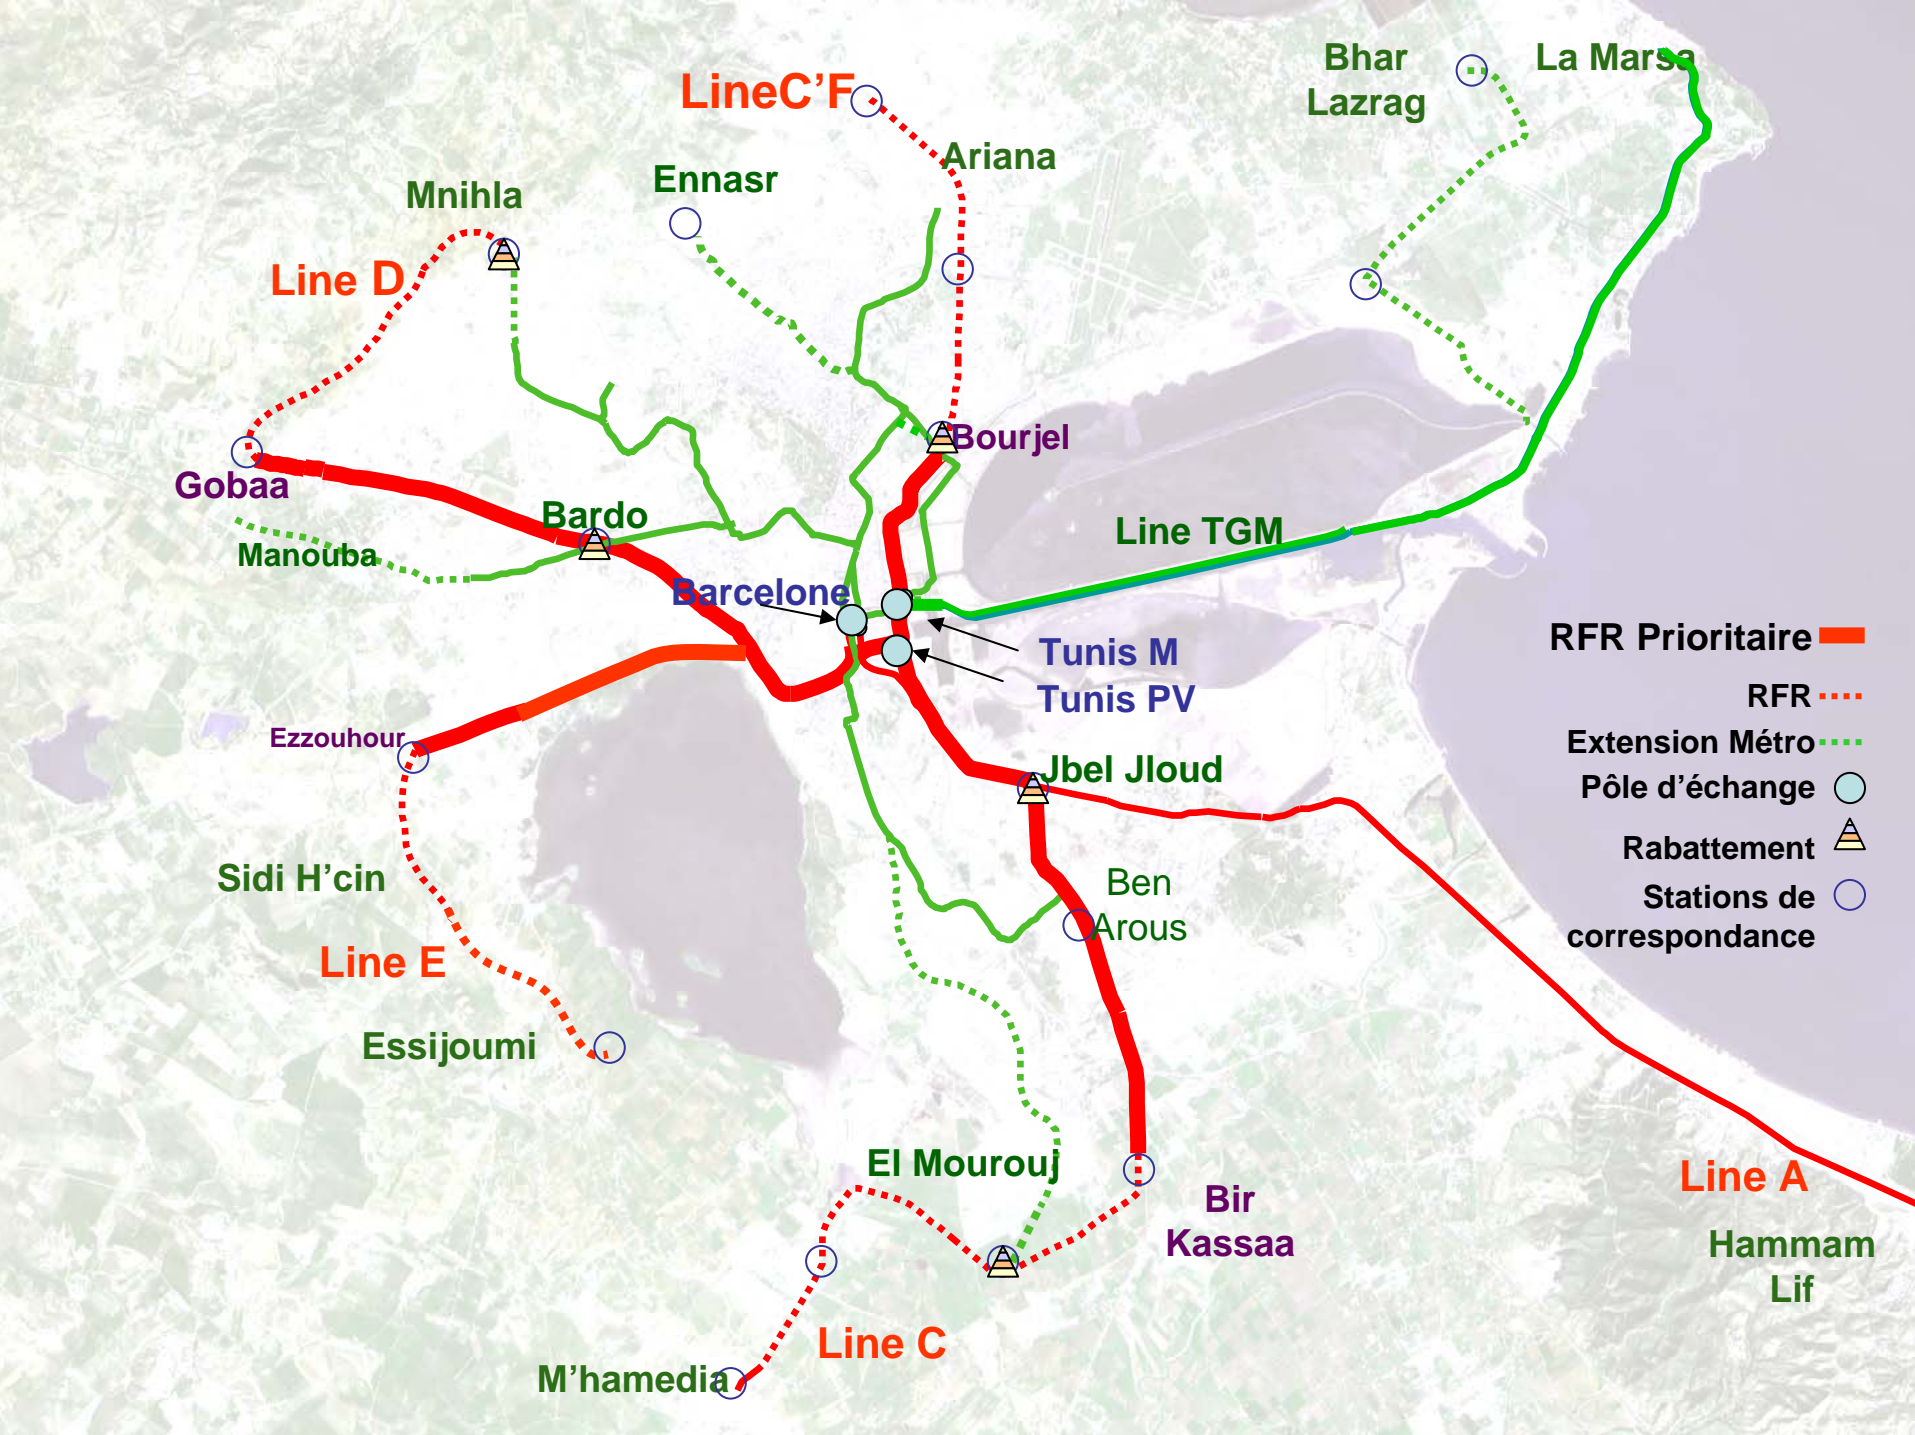 Bhar
Lazrag
La Marsa
LineC’F
Ariana
Ennasr
Mnihla
Line D
Bourjel
Gobaa
Bardo
Manouba
Line TGM
Barcelone
Tunis M
Tunis PV
RFR Prioritaire
RFR
Extension Métro
Pôle d’échange
Rabattement
Stations de
correspondance
Ezzouhour
Jbel Jloud
Sidi H’cin
Ben
Arous
Line E
Essijoumi
El Mourouj
Bir
Kassaa
Line A
Hammam
Lif
Line C
M’hamedia